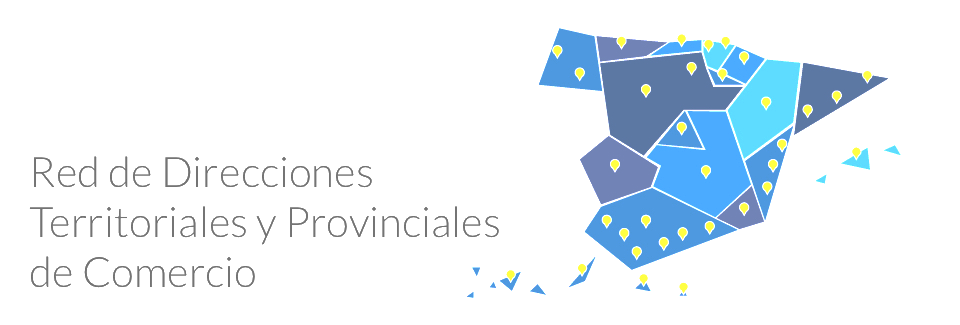 Red de Direcciones
Territoriales y Provinciales
de Comercio